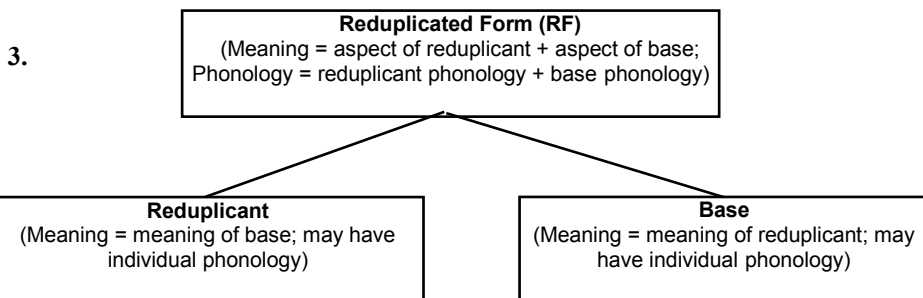 3.
Reduplicated Form (RF)
(Meaning = aspect of reduplicant + aspect of base;
Phonology = reduplicant phonology + base phonology)
Reduplicant
(Meaning = meaning of base; may have
individual phonology)
Base
(Meaning = meaning of reduplicant; may
have individual phonology)